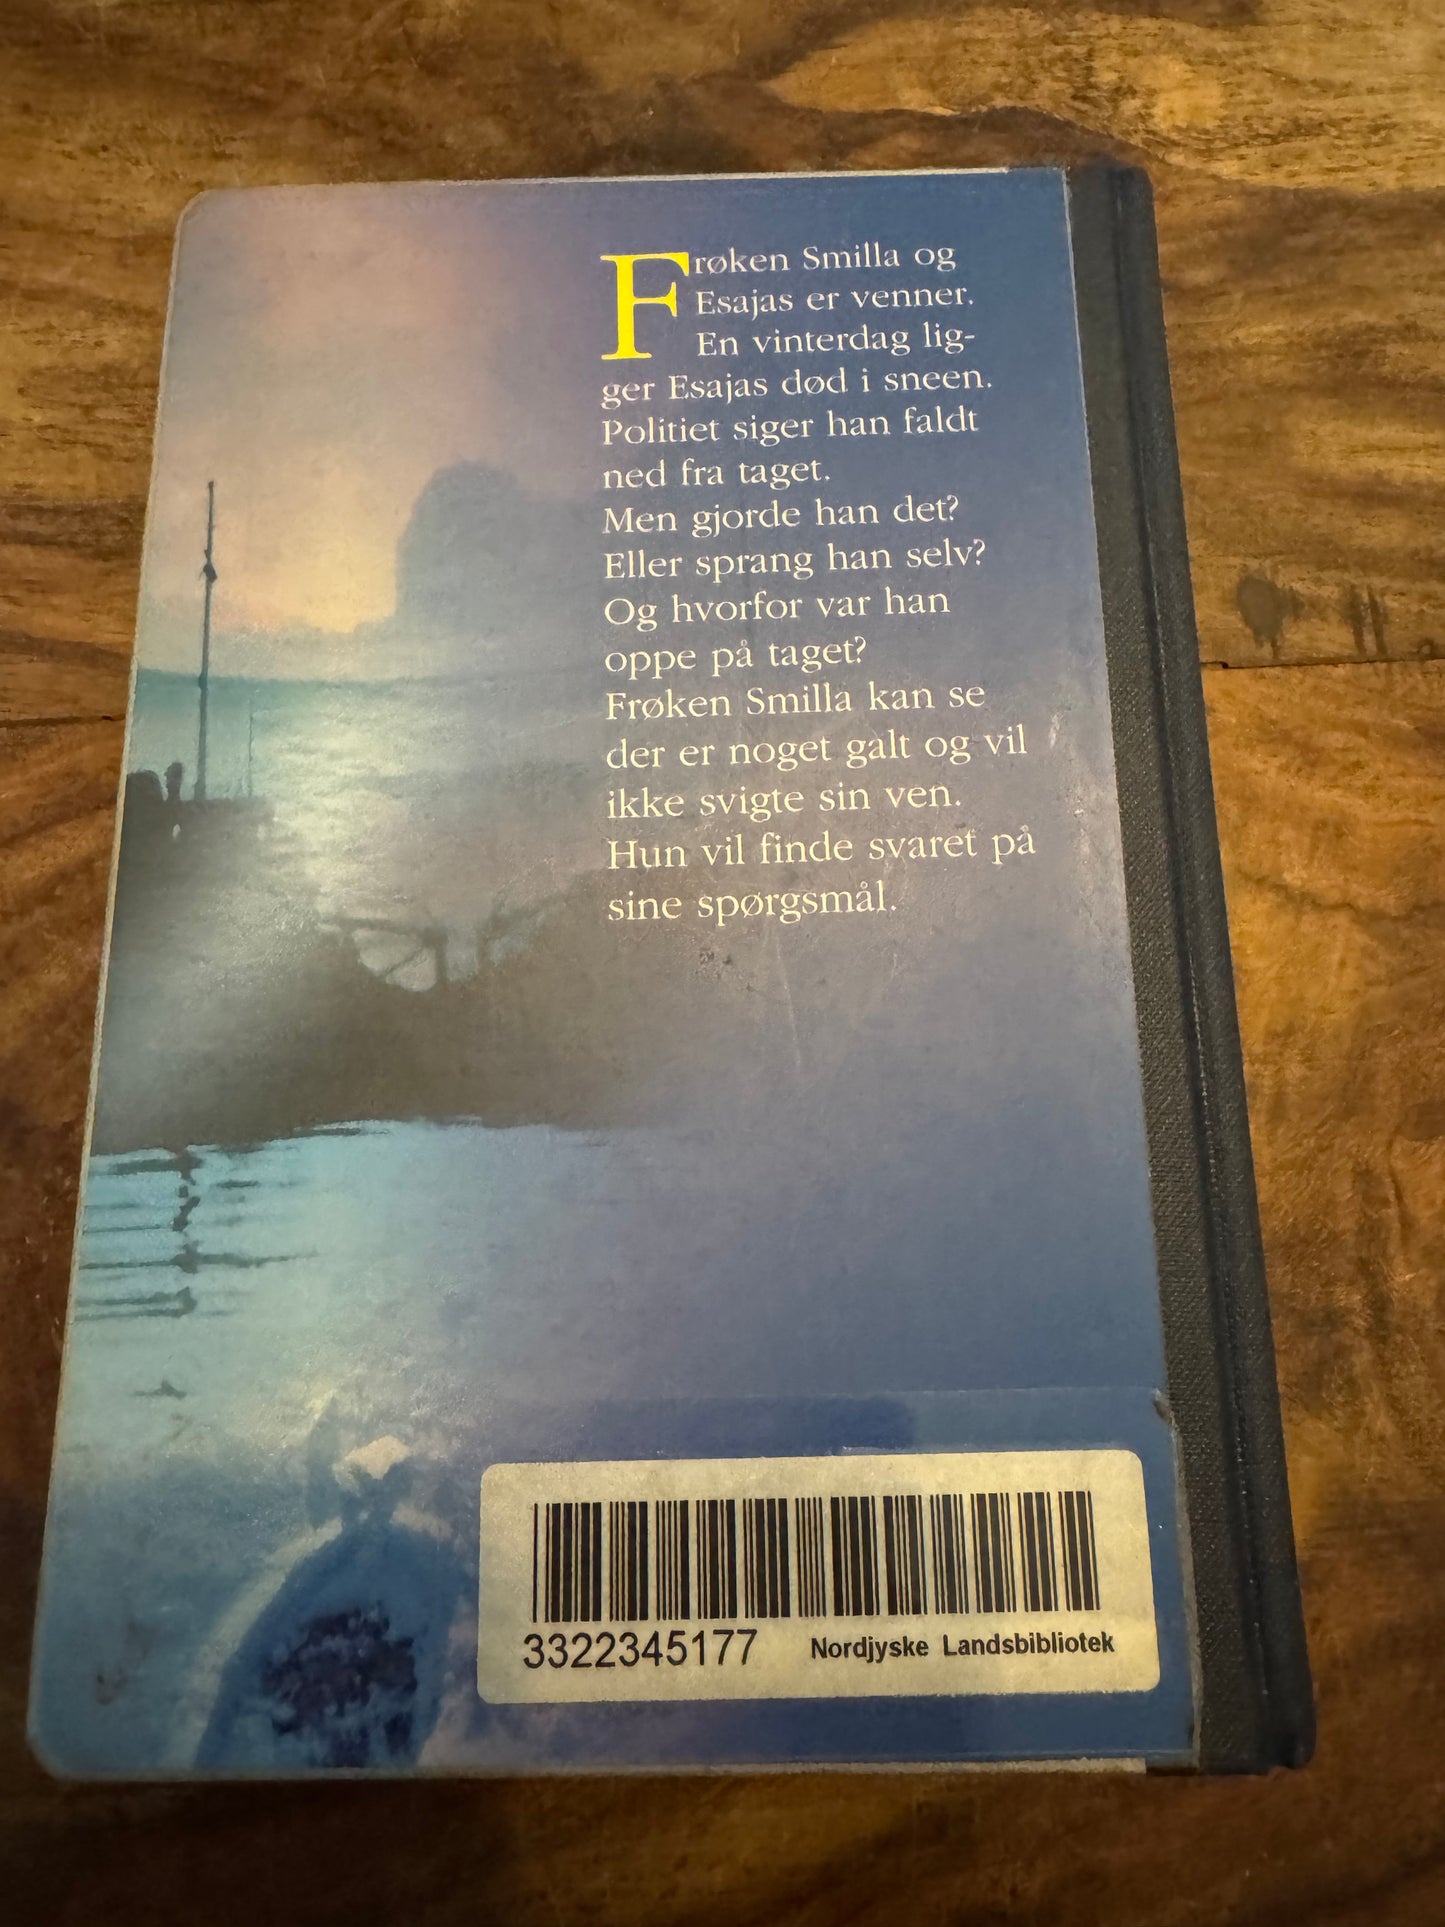 Frøken Smilla og
Esajas er venner.
En vinterdag lig-
ger Esajas død i sneen.
Politiet siger han faldt
ned fra taget.
Men gjorde han det?
Eller sprang han selv?
Og hvorfor var han
oppe på taget?
Frøken Smilla kan se
der er noget galt og vil
ikke svigte sin ven.
Hun vil finde svaret på
sine spørgsmål.
3322345177 Nordjyske Landsbibliotek